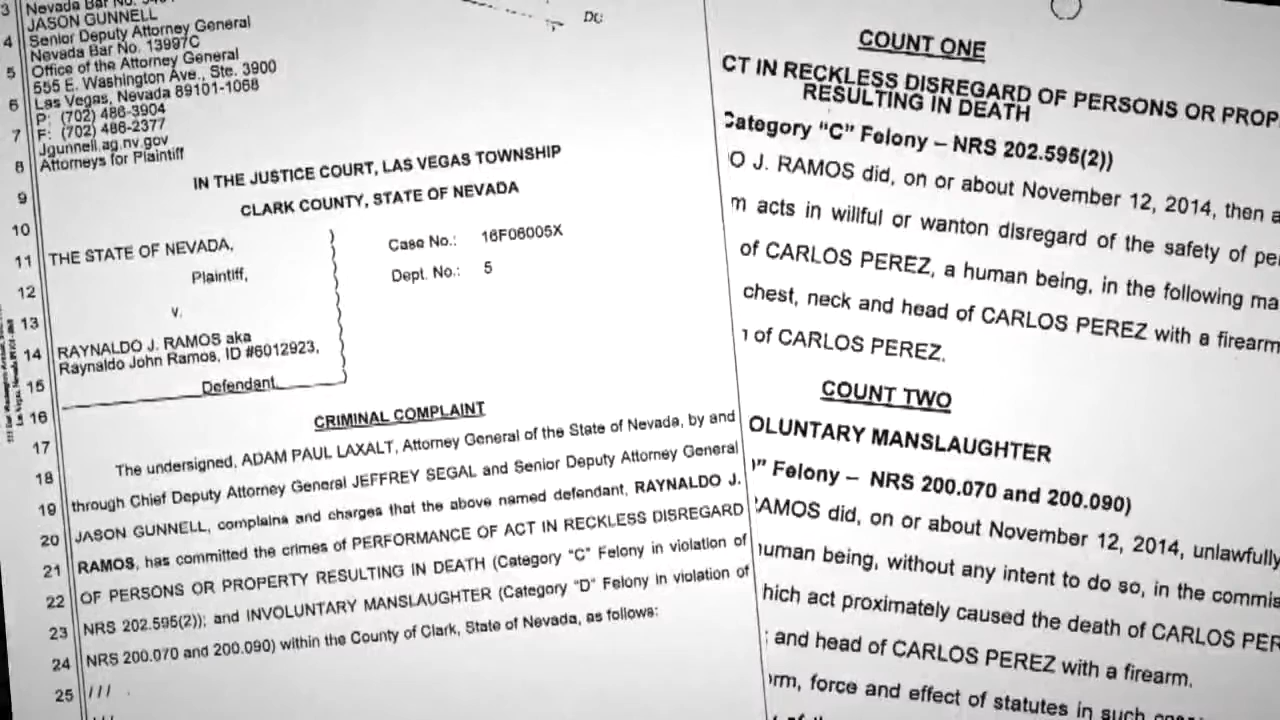 3 Nevada Bar No.
JASON GUNNELL
4 Senior Deputy Attorney General
Nevada Bar No. 13997C
5 Office of the Attorney General
555 E. Washington Ave., Ste. 3900
6 Las Vegas, Nevada 89101-1068
P: (702) 486-3904
7 F: (702) 486-2377
Jgunnell.ag.nv.gov
8 Attorneys for Plaintiff
9 IN THE JUSTICE COURT, LAS VEGAS TOWNSHIP
CLARK COUNTY, STATE OF NEVADA
10
11 THE STATE OF NEVADA, Case No.: 16F06005X
12 Plaintiff, Dept. No.: 5
13 v.
14 RAYNALDO J. RAMOS aka
Raynaldo John Ramos, ID #6012923,
15 Defendant.
16 CRIMINAL COMPLAINT
17 The undersigned, ADAM PAUL LAXALT, Attorney General of the State of Nevada, by and
18 through Chief Deputy Attorney General JEFFREY SEGAL and Senior Deputy Attorney General
19 JASON GUNNELL, complains and charges that the above named defendant, RAYNALDO J.
20 RAMOS, has committed the crimes of PERFORMANCE OF ACT IN RECKLESS DISREGARD
21 OF PERSONS OR PROPERTY RESULTING IN DEATH (Category "C" Felony in violation of
22 NRS 202.595(2)); and INVOLUNTARY MANSLAUGHTER (Category "D" Felony in violation of
23 NRS 200.070 and 200.090) within the County of Clark, State of Nevada, as follows:
24
25 / / /
COUNT ONE
CT IN RECKLESS DISREGARD OF PERSONS OR PROP
RESULTING IN DEATH
Category "C" Felony – NRS 202.595(2))
O J. RAMOS did, on or about November 12, 2014, then a
m acts in willful or wanton disregard of the safety of pe
of CARLOS PEREZ, a human being, in the following ma
chest, neck and head of CARLOS PEREZ with a firearm
of CARLOS PEREZ.
COUNT TWO
OLUNTARY MANSLAUGHTER
" Felony – NRS 200.070 and 200.090)
RAMOS did, on or about November 12, 2014, unlawfully
human being, without any intent to do so, in the commis
hich act proximately caused the death of CARLOS PER
and head of CARLOS PEREZ with a firearm.
rm, force and effect of statutes in such